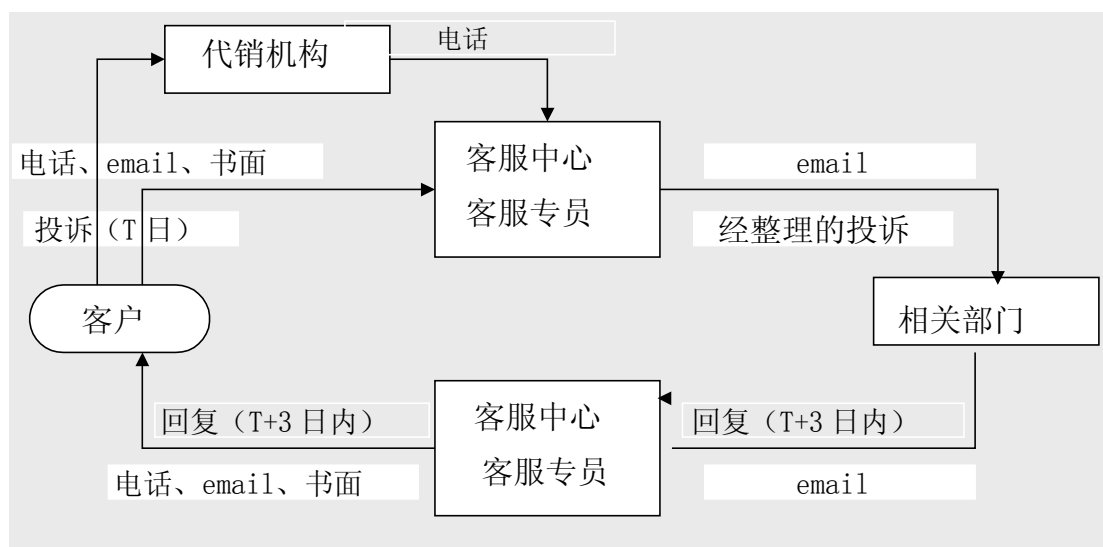 代销机构
电话
客服中心
客服专员
电话、email、书面
email
投诉（T 日）
经整理的投诉
客户
相关部门
客服中心
客服专员
回复（T+3 日内）
回复（T+3 日内）
电话、email、书面
email